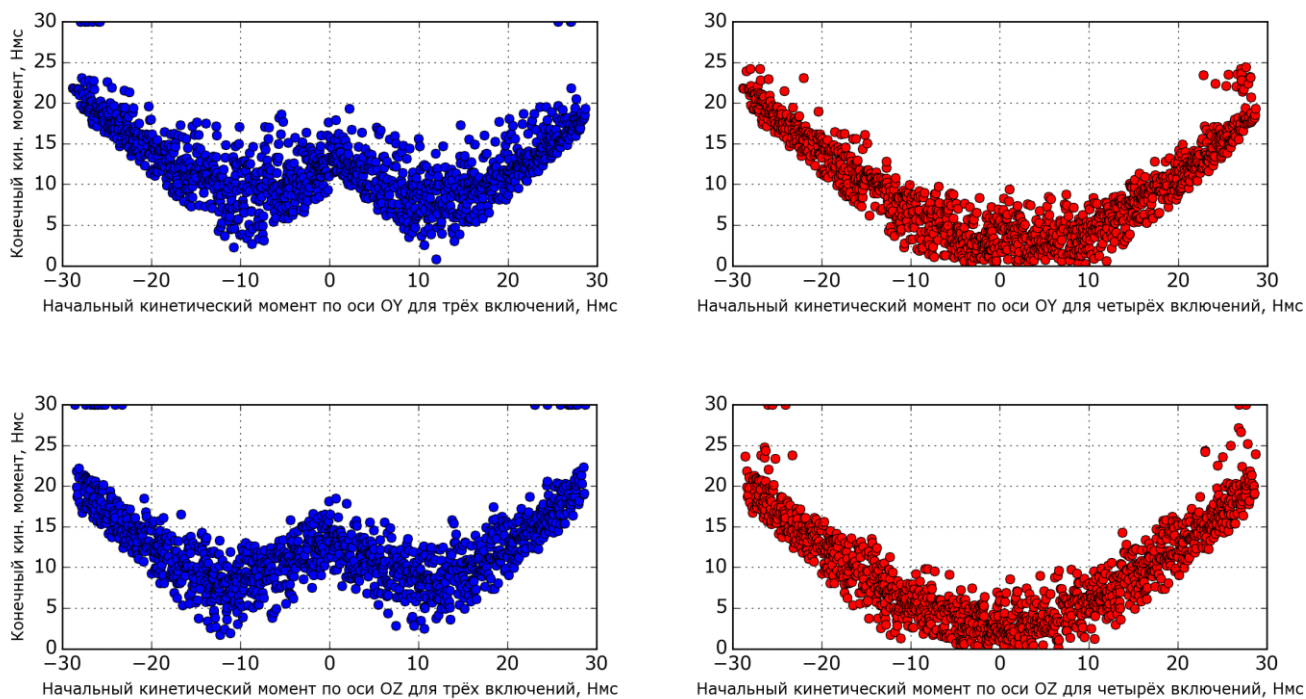 30
25
20
15
10
5
0
Конечный кин. момент, Нмс
−30 −20 −10 0 10 20 30
Начальный кинетический момент по оси OY для трёх включений, Нмс
30
25
20
15
10
5
0
−30 −20 −10 0 10 20 30
Начальный кинетический момент по оси OY для четырёх включений, Нмс
30
25
20
15
10
5
0
Конечный кин. момент, Нмс
−30 −20 −10 0 10 20 30
Начальный кинетический момент по оси OZ для трёх включений, Нмс
30
25
20
15
10
5
0
−30 −20 −10 0 10 20 30
Начальный кинетический момент по оси OZ для четырёх включений, Нмс